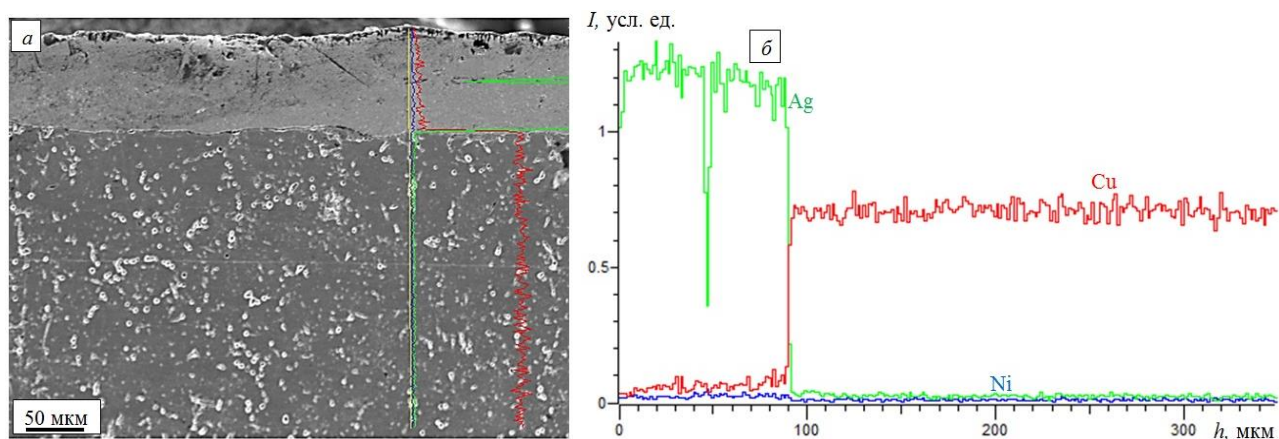 а
50 мкм
I, усл. ед.
б
Ag
1
Cu
0.5
Ni
0
0
100
200
300
h, мкм